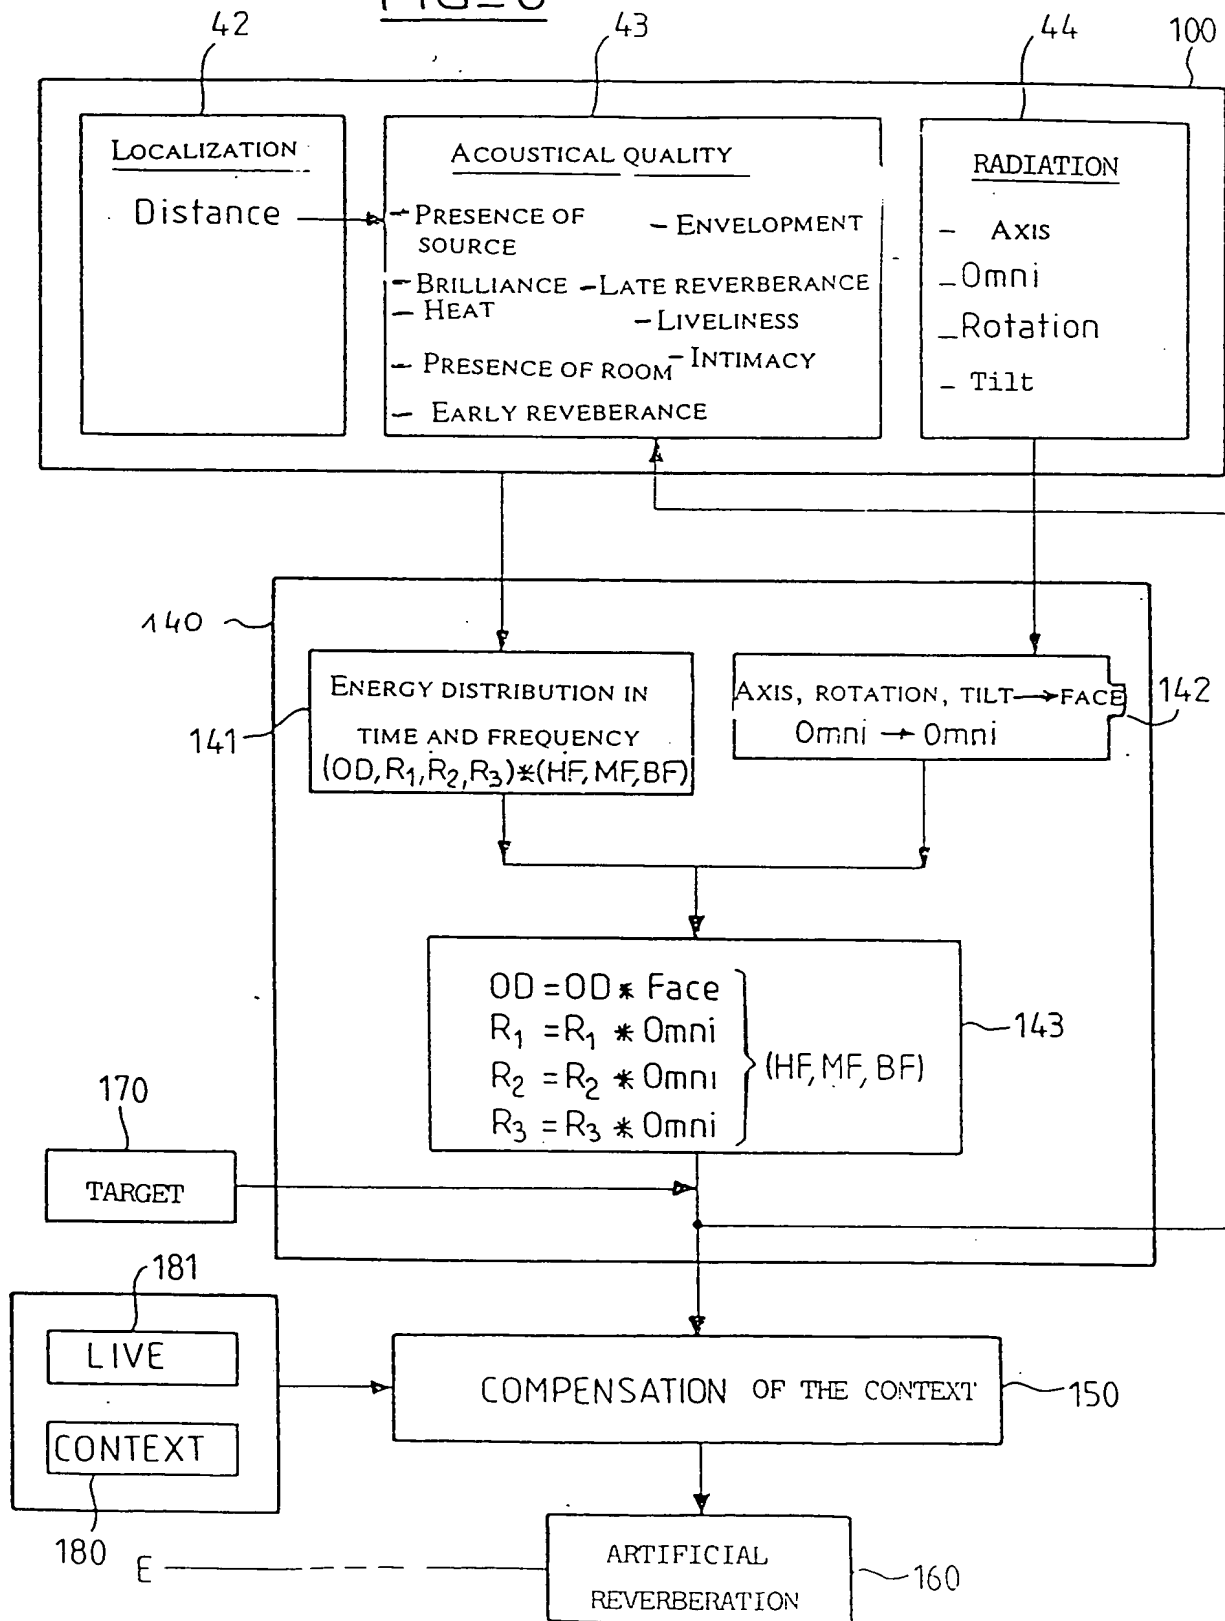 42
43
44
100
LOCALIZATION
Distance
ACOUSTICAL QUALITY
– PRESENCE OF
SOURCE
– ENVELOPMENT
– BRILLIANCE
– LATE REVERBERANCE
– HEAT
– LIVELINESS
– PRESENCE OF ROOM
– INTIMACY
– EARLY REVEBERANCE
RADIATION
– AXIS
– Omni
– Rotation
– Tilt
140
141
ENERGY DISTRIBUTION IN
TIME AND FREQUENCY
(OD, R₁, R₂, R₃)*(HF, MF, BF)
AXIS, ROTATION, TILT → FACE
Omni → Omni
142
OD = OD * Face
R₁ = R₁ * Omni
R₂ = R₂ * Omni
R₃ = R₃ * Omni
(HF, MF, BF)
143
170
TARGET
181
LIVE
CONTEXT
180
COMPENSATION OF THE CONTEXT
150
E
ARTIFICIAL
REVERBERATION
160